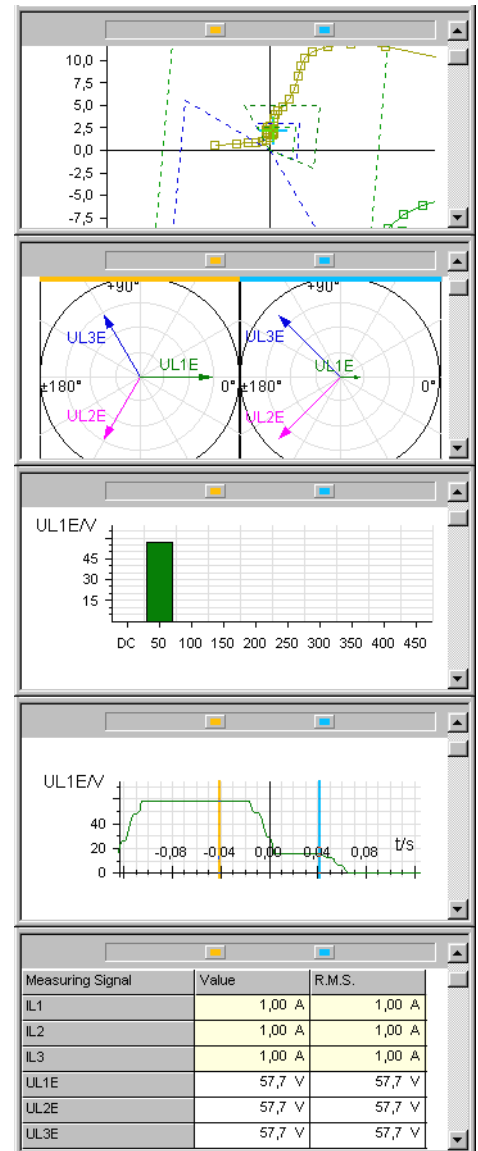 10,0
7,5
5,0
2,5
0,0
-2,5
-5,0
-7,5
+90° +90°
UL3E UL3E
UL1E UL1E
±180° 0° ±180° 0°
UL2E UL2E
UL1E/V
45
30
15
DC 50 100 150 200 250 300 350 400 450
UL1E/V
40
20
0
-0,08 -0,04 0,00 0,04 0,08 t/s
Measuring Signal Value R.M.S.
IL1 1,00 A 1,00 A
IL2 1,00 A 1,00 A
IL3 1,00 A 1,00 A
UL1E 57,7 V 57,7 V
UL2E 57,7 V 57,7 V
UL3E 57,7 V 57,7 V